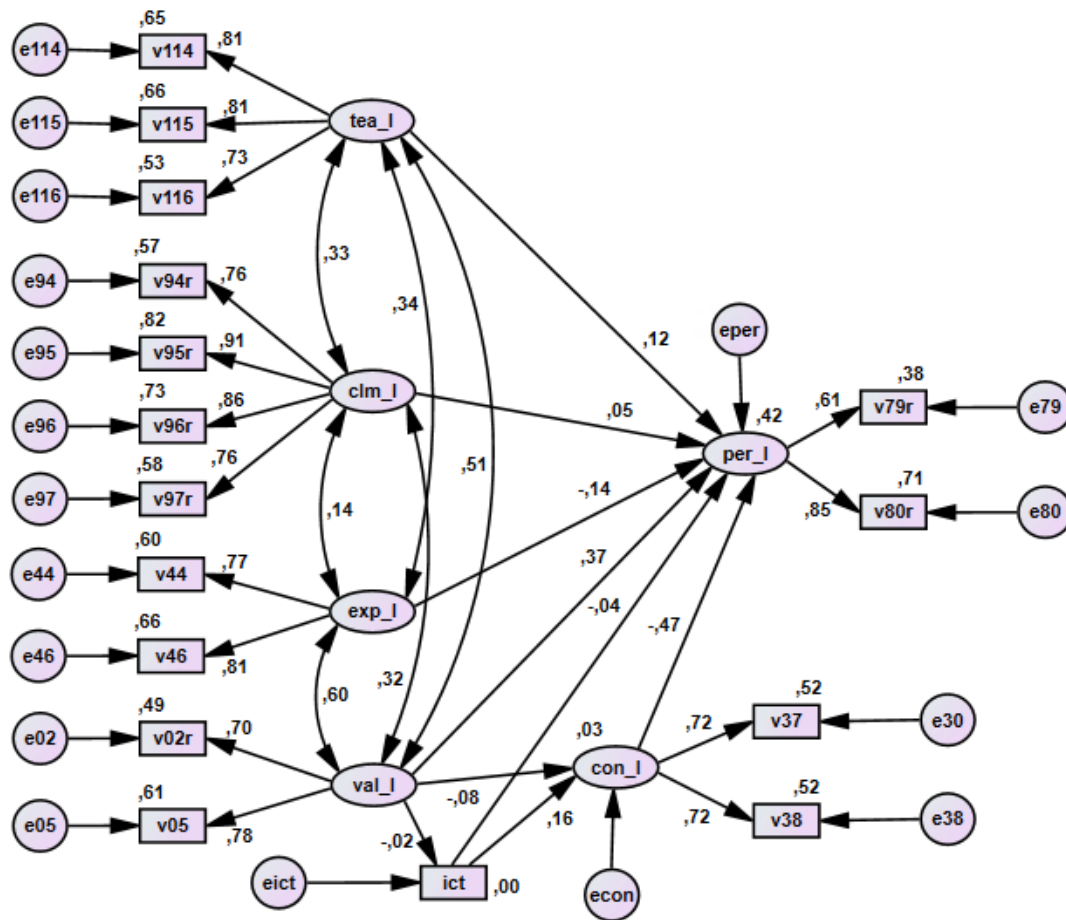 ,65
e114 v114 ,81
,66
e115 v115 ,81
tea_l
,53
e116 v116 ,73
,57
e94 v94r ,76
,33
,34
,82
e95 v95r ,91
eper
,12
clm_l
,73
e96 v96r ,86
,05
,42
,38
,61 v79r e79
per_l
,58
e97 v97r ,76
,51
-,14
,71
,85 v80r e80
,14
,60
e44 v44 ,77
,37
-,04
exp_l
-,47
,66
e46 v46 ,81
,60
,32
,49
e02 v02r ,70
,52
,72 v37 e30
,03
val_l
con_l
-,08
,61
e05 v05 ,78
-,02
,16
,52
,72 v38 e38
eict ict ,00
econ